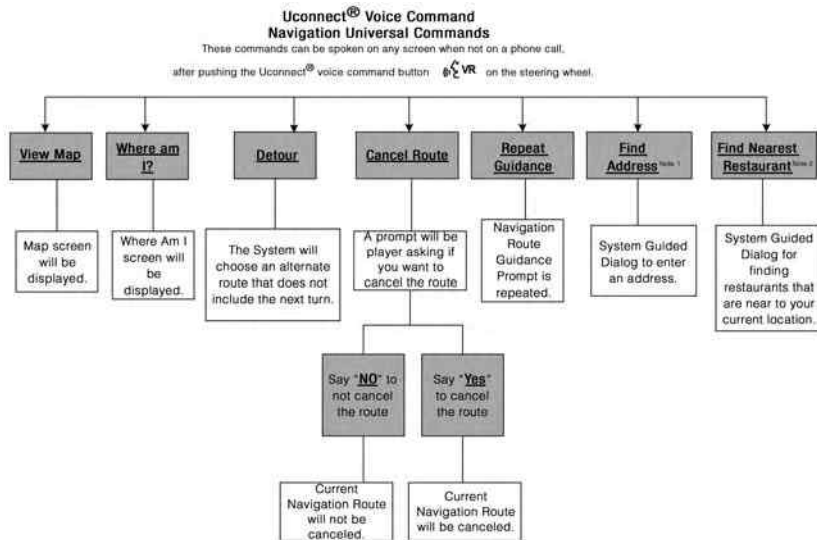 Uconnect® Voice Command
Navigation Universal Commands
These commands can be spoken on any screen when not on a phone call,
after pushing the Uconnect® voice command button VR on the steering wheel.
View Map
Where am
I?
Detour
Cancel Route
Repeat
Guidance
Find
Address Note 1
Find Nearest
Restaurant Note 2
Map screen
will be
displayed.
Where Am I
screen will
be
displayed.
The System will
choose an alternate
route that does not
include the next turn.
A prompt will be
player asking if
you want to
cancel the route
Navigation
Route
Guidance
Prompt is
repeated.
System Guided
Dialog to enter
an address.
System Guided
Dialog for
finding
restaurants that
are near to your
current location.
Say "NO" to
not cancel
the route
Say "Yes"
to cancel
the route
Current
Navigation Route
will not be
canceled.
Current
Navigation Route
will be canceled.